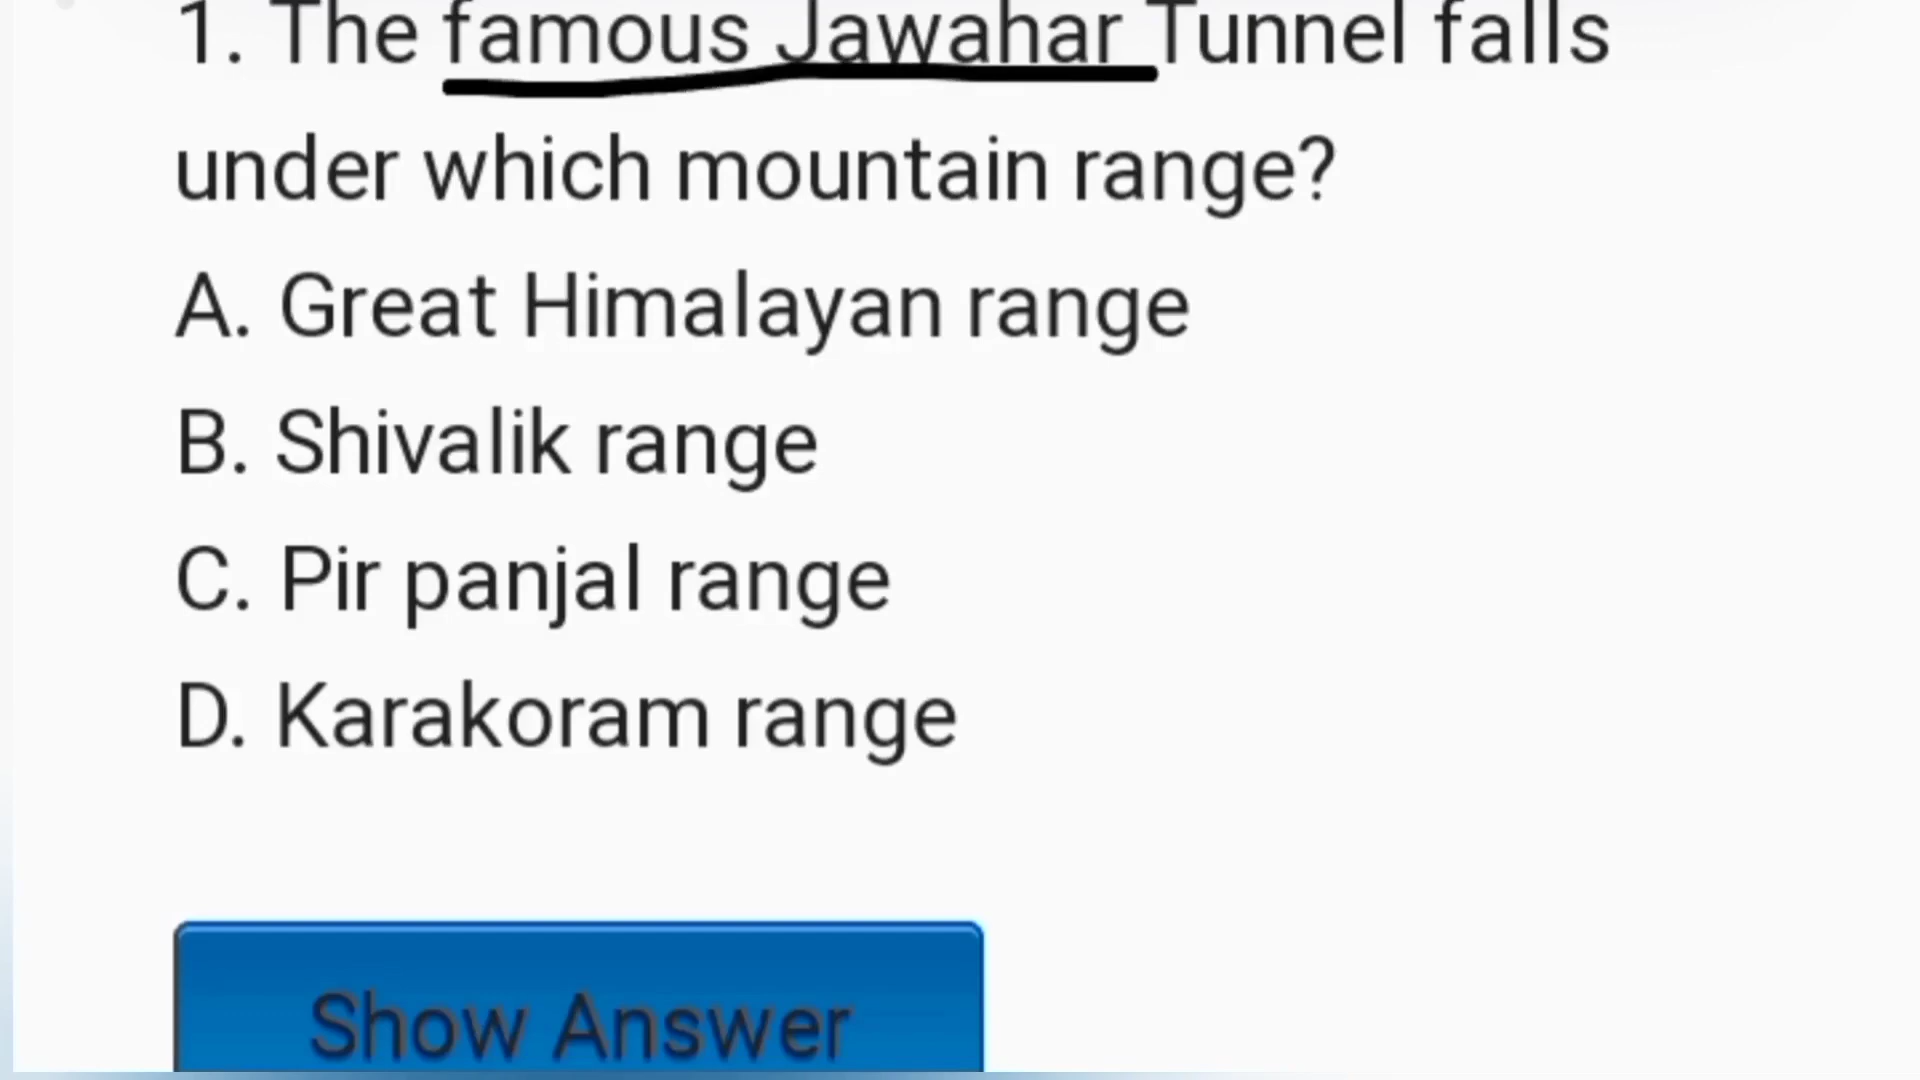 1. The famous Jawahar Tunnel falls
under which mountain range?
A. Great Himalayan range
B. Shivalik range
C. Pir panjal range
D. Karakoram range
Show Answer